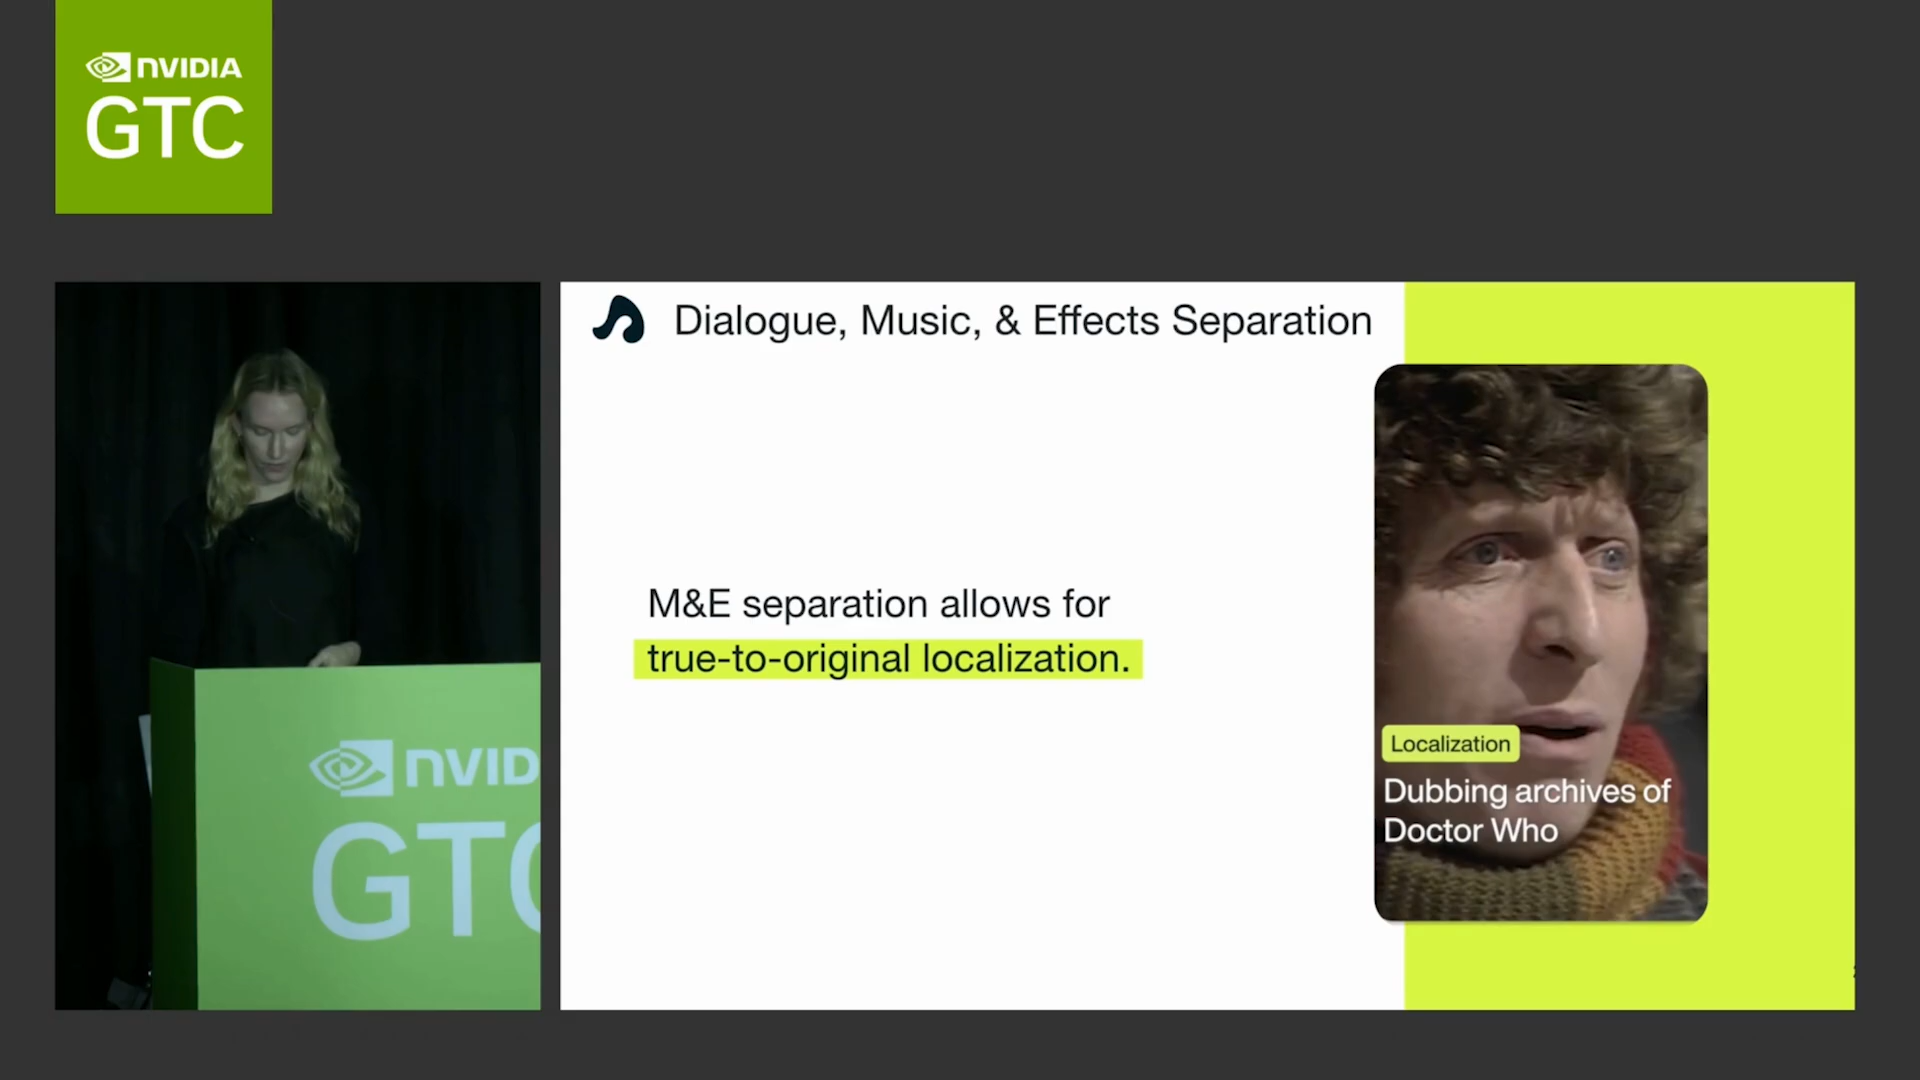 NVIDIA
GTC
Dialogue, Music, & Effects Separation
M&E separation allows for
true-to-original localization.
Localization
Dubbing archives of
Doctor Who
NVID
GTC